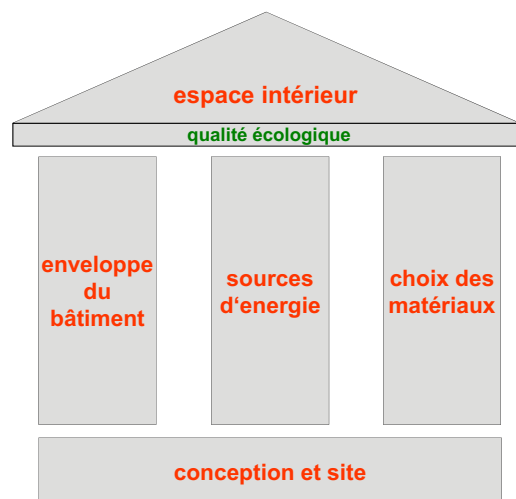 espace intérieur
qualité écologique
enveloppe
du
bâtiment
sources
d‘energie
choix des
matériaux
conception et site